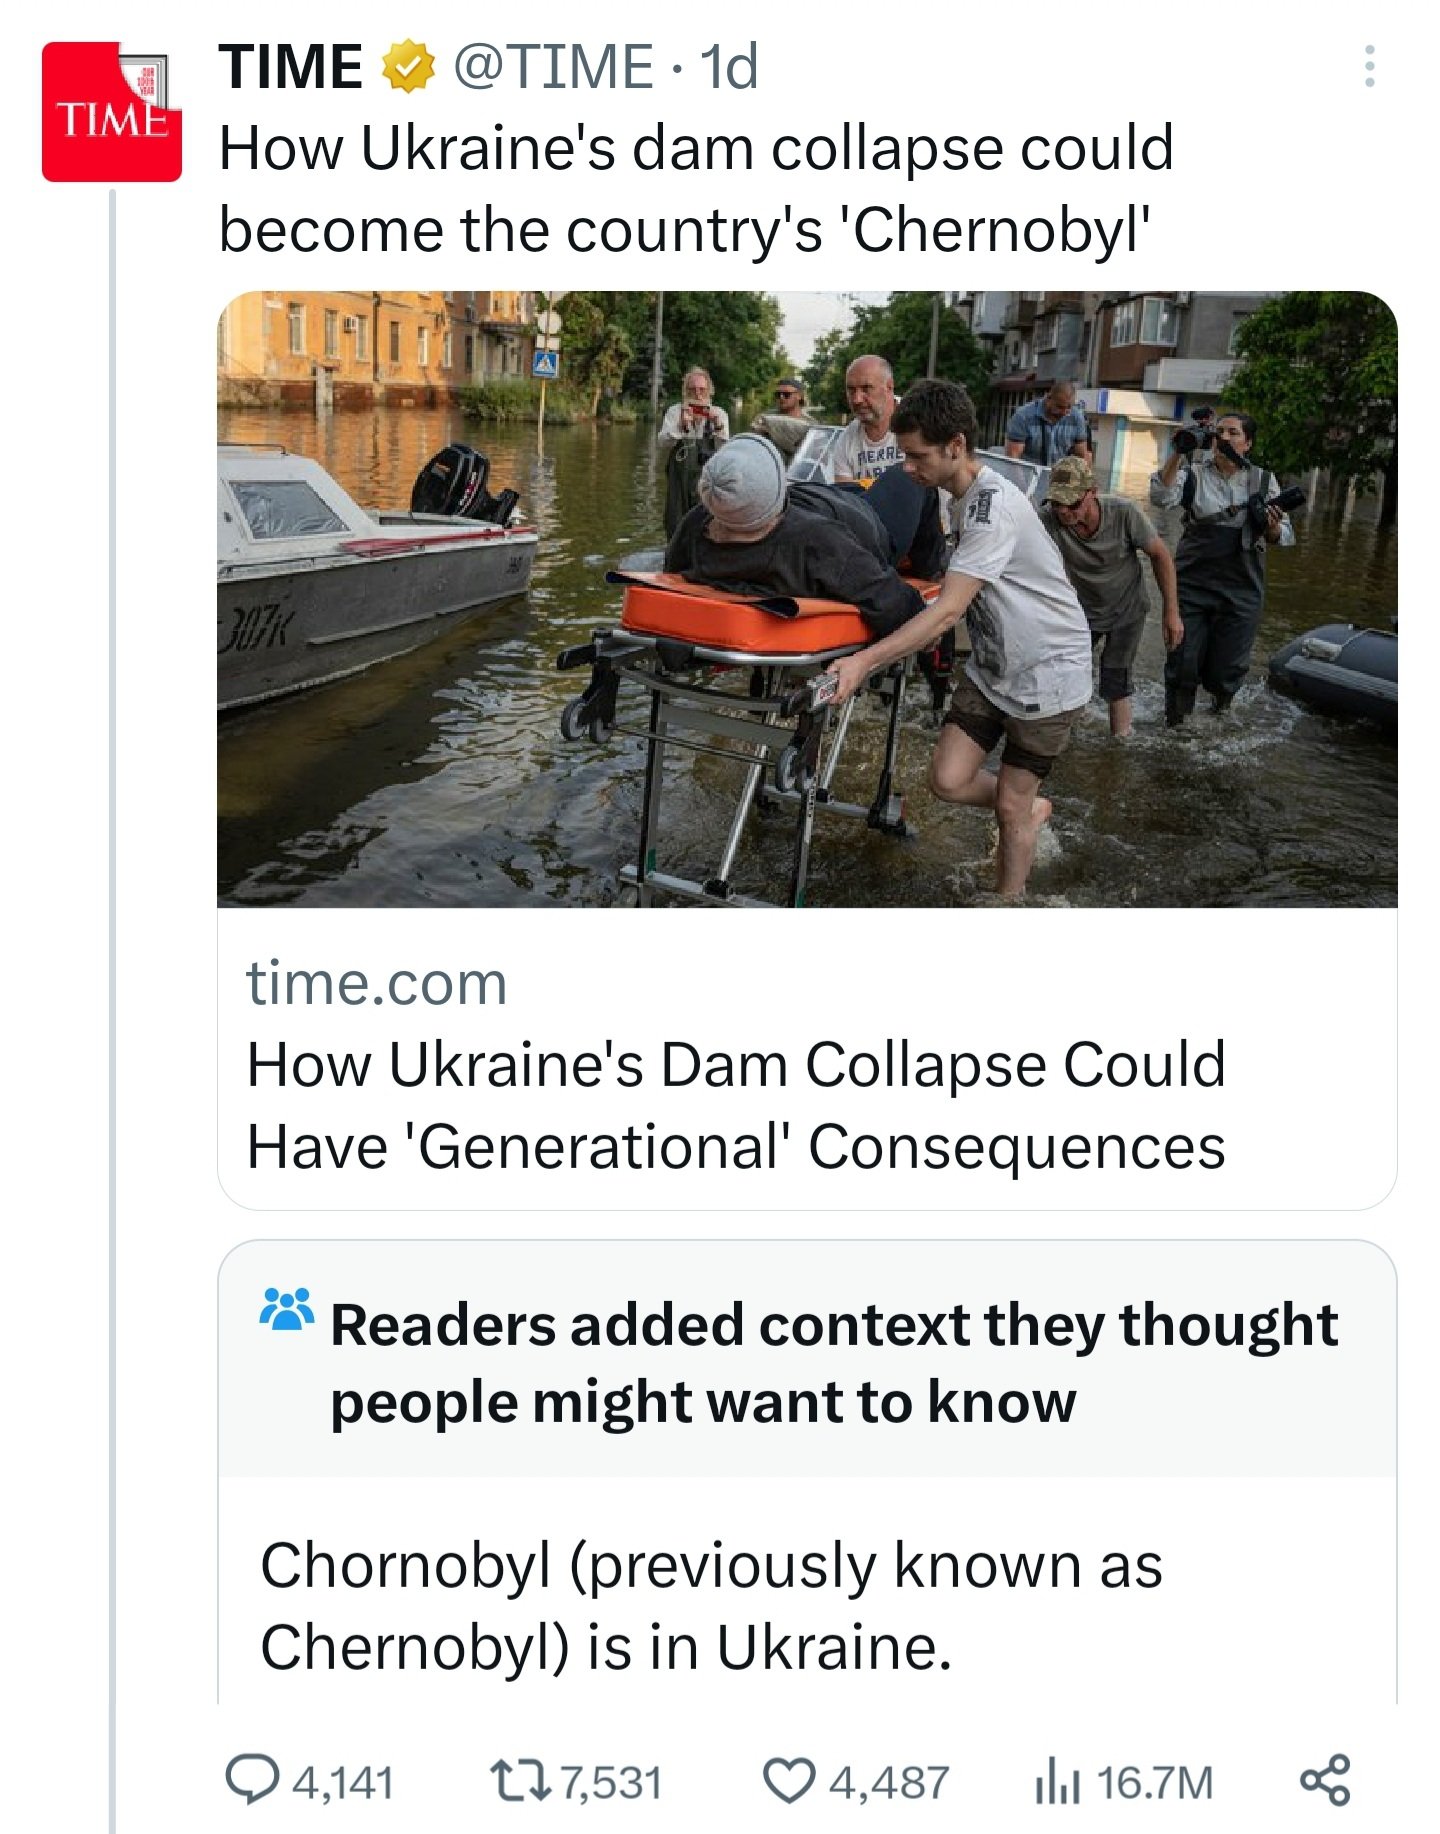 TIME @TIME · 1d
TIME
How Ukraine's dam collapse could
become the country's 'Chernobyl'
PIERRE
307K
time.com
How Ukraine's Dam Collapse Could
Have 'Generational' Consequences
Readers added context they thought
people might want to know
Chornobyl (previously known as
Chernobyl) is in Ukraine.
4,141 7,531 4,487 16.7M